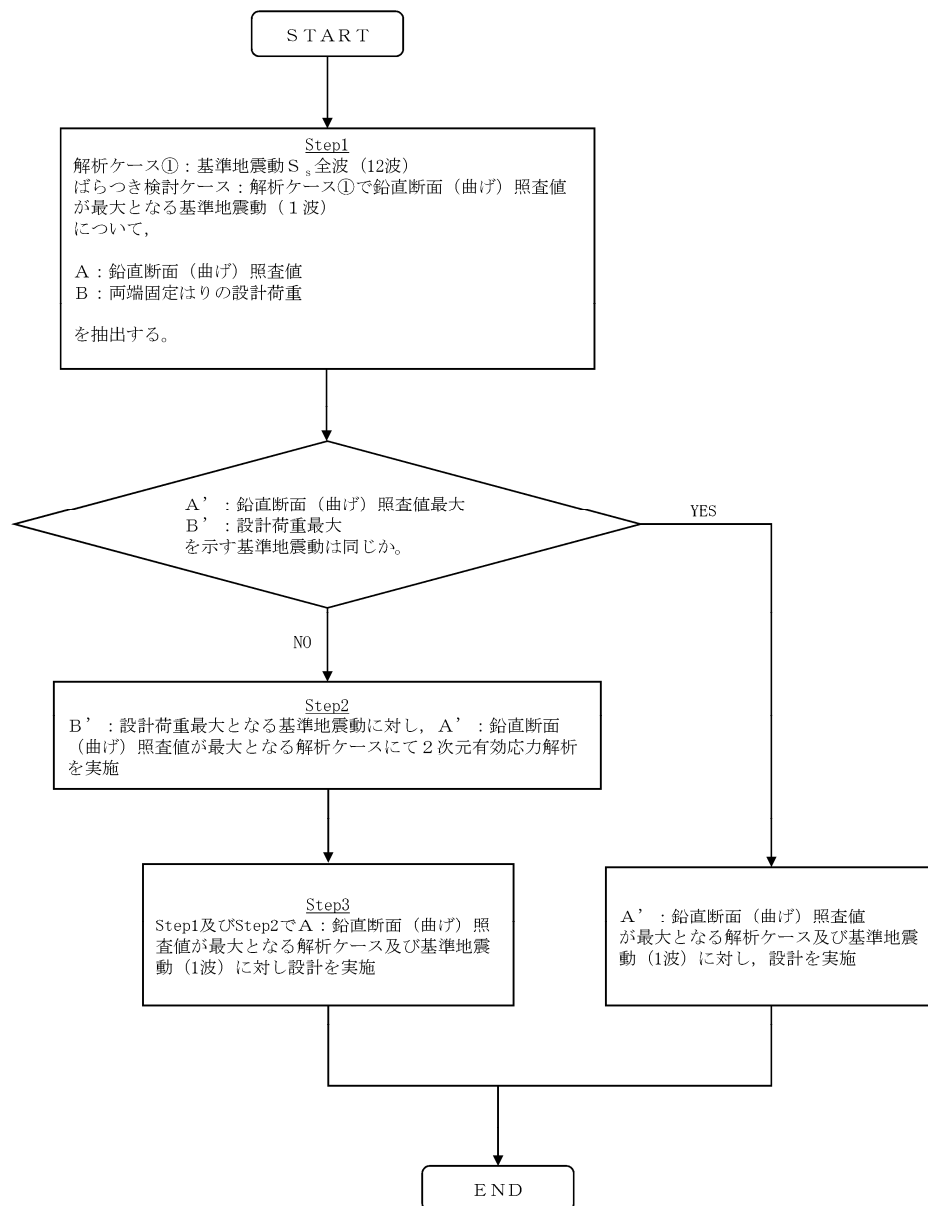 ＳＴＡＲＴ
Step1
解析ケース①：基準地震動Ｓｓ全波（12波）
ばらつき検討ケース：解析ケース①で鉛直断面（曲げ）照査値
が最大となる基準地震動（１波）
について，
Ａ：鉛直断面（曲げ）照査値
Ｂ：両端固定はりの設計荷重
を抽出する。
Ａ’：鉛直断面（曲げ）照査値最大
Ｂ’：設計荷重最大
を示す基準地震動は同じか。
YES
NO
Step2
Ｂ’：設計荷重最大となる基準地震動に対し，Ａ’：鉛直断面
（曲げ）照査値が最大となる解析ケースにて２次元有効応力解析
を実施
Step3
Step1及びStep2でＡ：鉛直断面（曲げ）照
査値が最大となる解析ケース及び基準地震
動（1波）に対し設計を実施
Ａ’：鉛直断面（曲げ）照査値
が最大となる解析ケース及び基準地震
動（1波）に対し，設計を実施
ＥＮＤ